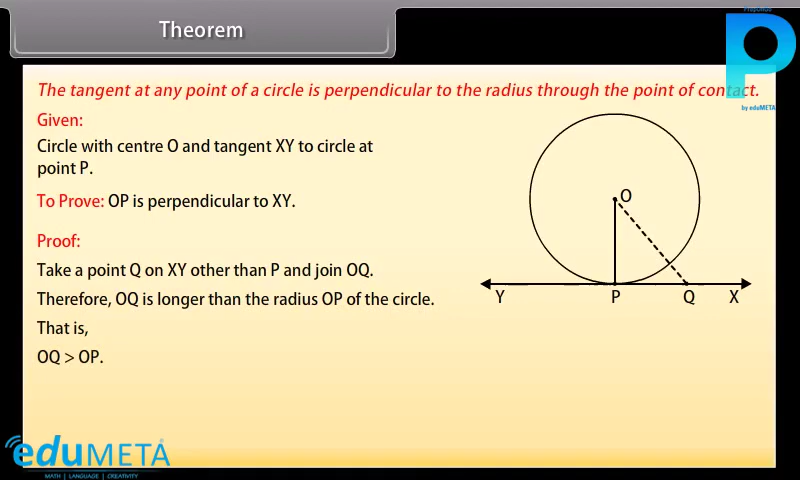 Theorem
The tangent at any point of a circle is perpendicular to the radius through the point of contact.
Given:
Circle with centre O and tangent XY to circle at
point P.
To Prove: OP is perpendicular to XY.
Proof:
Take a point Q on XY other than P and join OQ.
Therefore, OQ is longer than the radius OP of the circle.
That is,
OQ > OP.
O
Y P Q X
P
by eduMETA
eduMETA
MATH | LANGUAGE | CREATIVITY